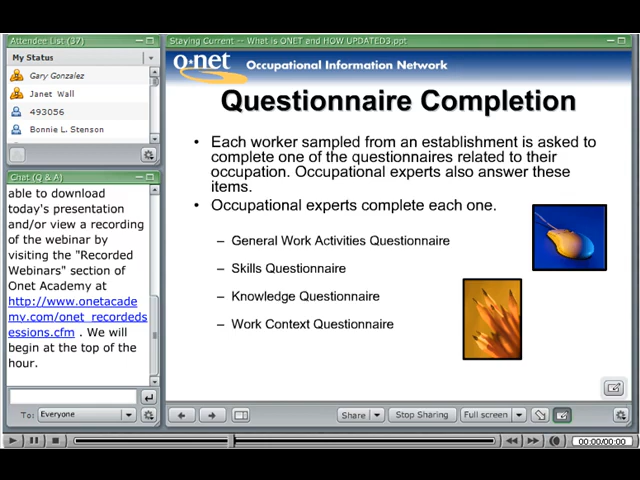 Attendee List (37)
My Status
Gary Gonzalez
Janet Wall
493056
Bonnie L. Stenson
Chat (Q & A)
able to download
today's presentation
and/or view a recording
of the webinar by
visiting the "Recorded
Webinars" section of
Onet Academy at
http://www.onetacade
my.com/onet_recordeds
essions.cfm . We will
begin at the top of the
hour.
To: Everyone
Staying Current -- What is ONET and HOW UPDATED3.ppt
o·net Occupational Information Network
Questionnaire Completion
• Each worker sampled from an establishment is asked to
complete one of the questionnaires related to their
occupation. Occupational experts also answer these
items.
• Occupational experts complete each one.
– General Work Activities Questionnaire
– Skills Questionnaire
– Knowledge Questionnaire
– Work Context Questionnaire
Share Stop Sharing Full screen
00:00/00:00